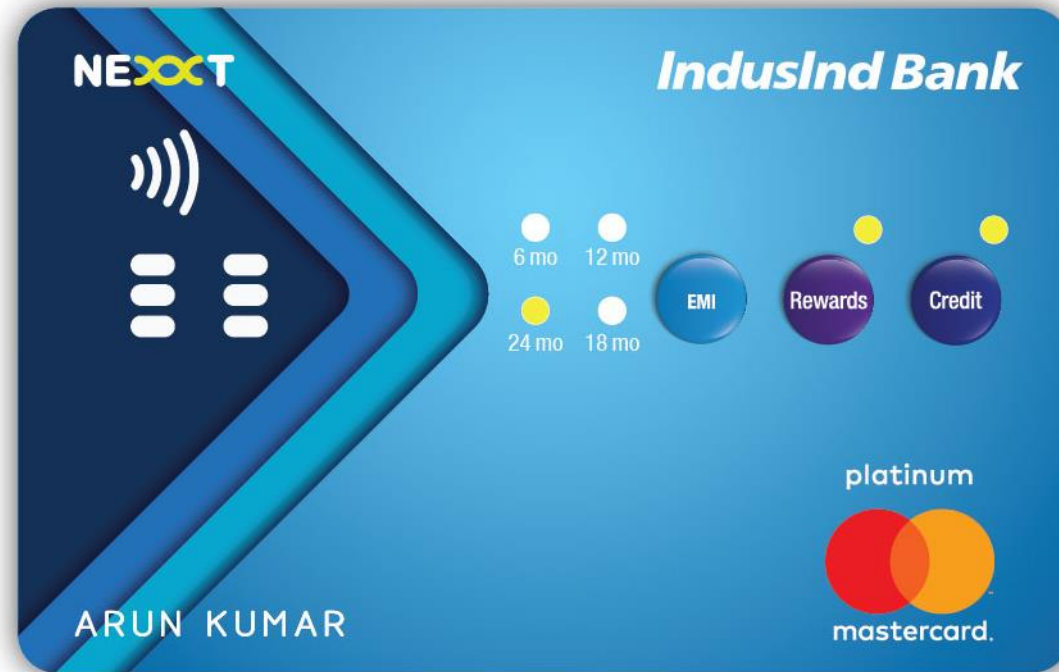 NEXXT
IndusInd Bank
6 mo 12 mo
EMI Rewards Credit
24 mo 18 mo
platinum
mastercard.
ARUN KUMAR